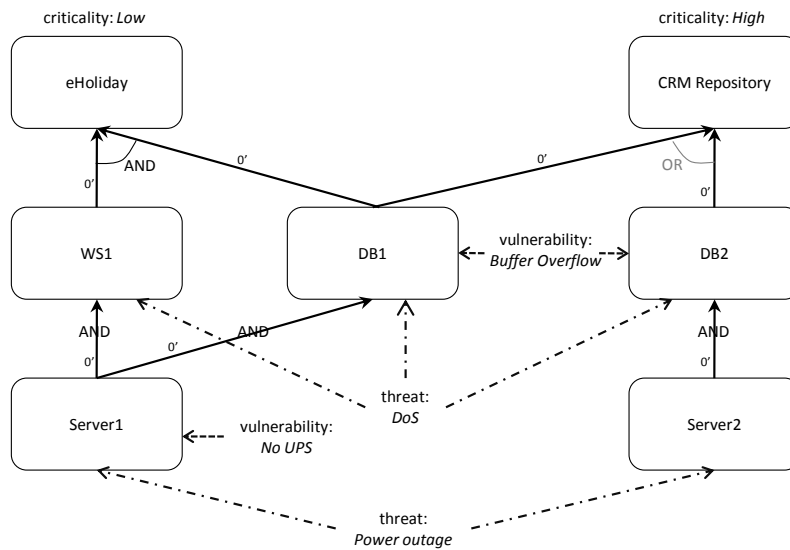 criticality: Low
criticality: High
eHoliday
CRM Repository
0'
0'
AND
OR
0'
0'
WS1
DB1
vulnerability:
Buffer Overflow
DB2
AND
AND
AND
0'
0'
0'
threat:
DoS
Server1
vulnerability:
No UPS
Server2
threat:
Power outage